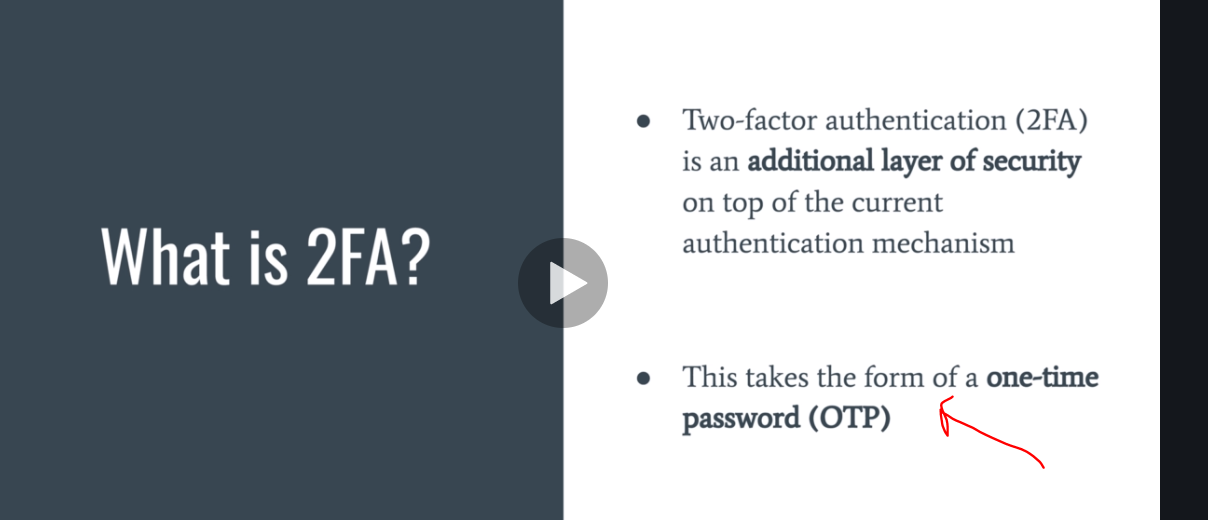 What is 2FA?
● Two-factor authentication (2FA)
is an additional layer of security
on top of the current
authentication mechanism
● This takes the form of a one-time
password (OTP)